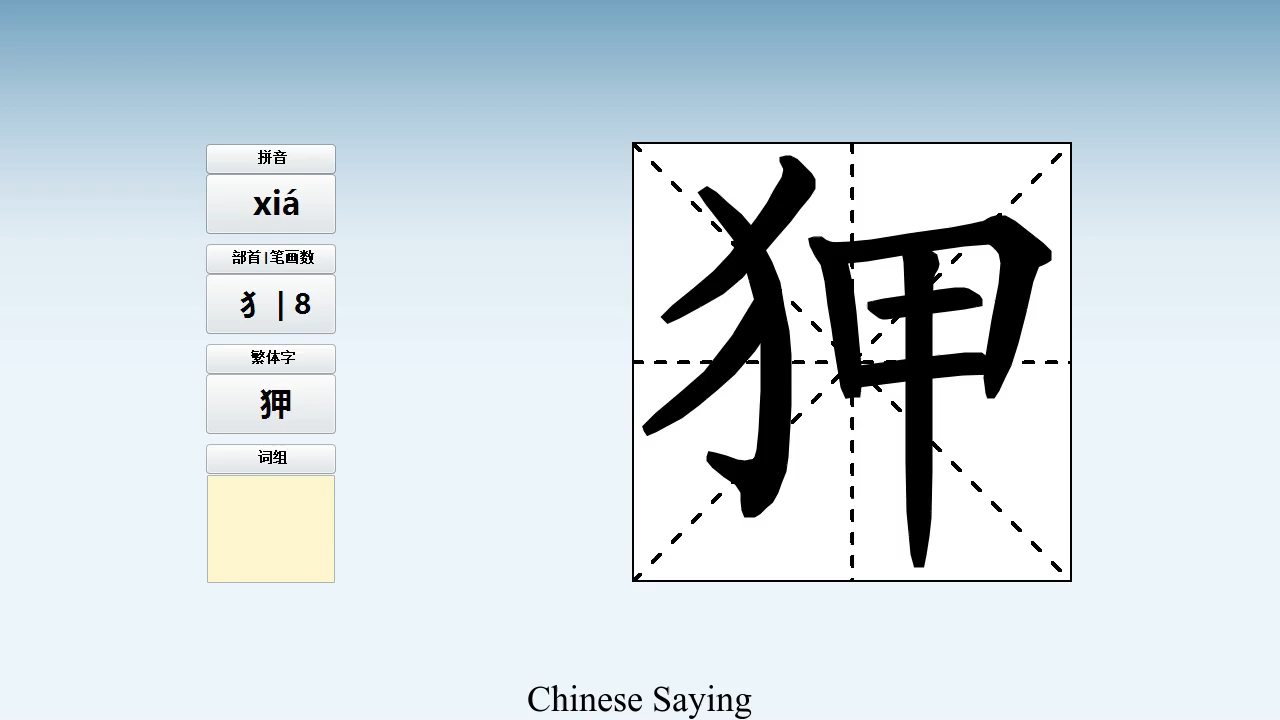 拼音
xiá
部首|笔画数
犭 | 8
繁体字
狎
词组
狎
Chinese Saying